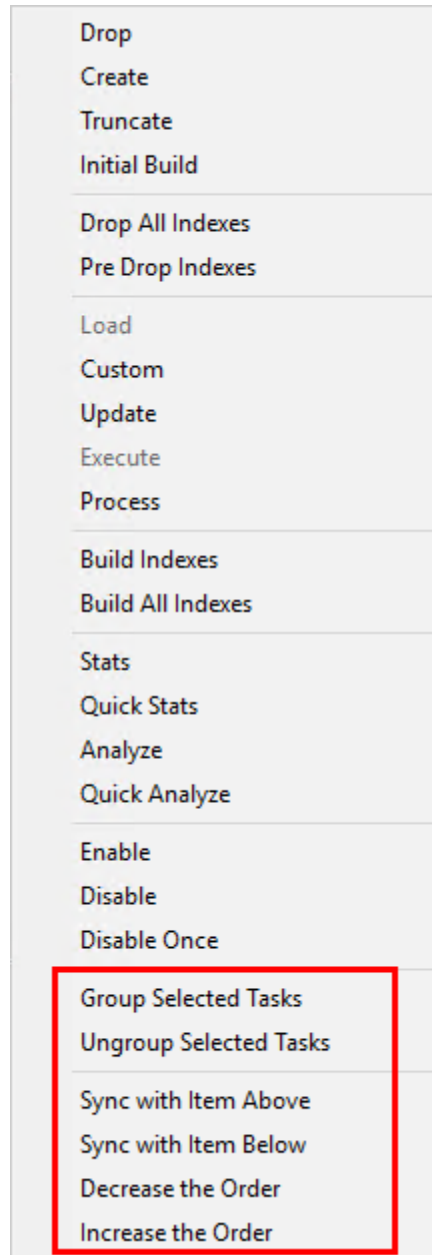 Drop
Create
Truncate
Initial Build
Drop All Indexes
Pre Drop Indexes
Load
Custom
Update
Execute
Process
Build Indexes
Build All Indexes
Stats
Quick Stats
Analyze
Quick Analyze
Enable
Disable
Disable Once
Group Selected Tasks
Ungroup Selected Tasks
Sync with Item Above
Sync with Item Below
Decrease the Order
Increase the Order